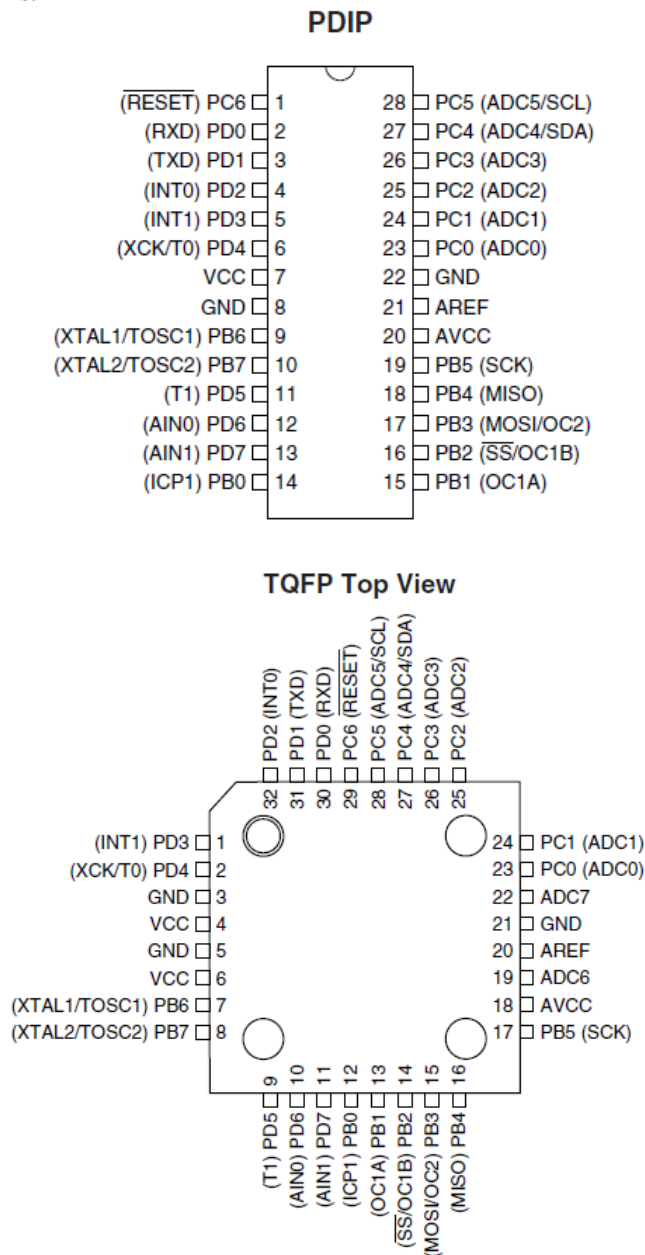 PDIP
(RESET) PC6 1 28 PC5 (ADC5/SCL)
(RXD) PD0 2 27 PC4 (ADC4/SDA)
(TXD) PD1 3 26 PC3 (ADC3)
(INT0) PD2 4 25 PC2 (ADC2)
(INT1) PD3 5 24 PC1 (ADC1)
(XCK/T0) PD4 6 23 PC0 (ADC0)
VCC 7 22 GND
GND 8 21 AREF
(XTAL1/TOSC1) PB6 9 20 AVCC
(XTAL2/TOSC2) PB7 10 19 PB5 (SCK)
(T1) PD5 11 18 PB4 (MISO)
(AIN0) PD6 12 17 PB3 (MOSI/OC2)
(AIN1) PD7 13 16 PB2 (SS/OC1B)
(ICP1) PB0 14 15 PB1 (OC1A)
TQFP Top View
PD2 (INT0)
PD1 (TXD)
PD0 (RXD)
PC6 (RESET)
PC5 (ADC5/SCL)
PC4 (ADC4/SDA)
PC3 (ADC3)
PC2 (ADC2)
32 31 30 29 28 27 26 25
(INT1) PD3 1 24 PC1 (ADC1)
(XCK/T0) PD4 2 23 PC0 (ADC0)
GND 3 22 ADC7
VCC 4 21 GND
GND 5 20 AREF
VCC 6 19 ADC6
(XTAL1/TOSC1) PB6 7 18 AVCC
(XTAL2/TOSC2) PB7 8 17 PB5 (SCK)
9 10 11 12 13 14 15 16
(T1) PD5
(AIN0) PD6
(AIN1) PD7
(ICP1) PB0
(OC1A) PB1
(SS/OC1B) PB2
(MOSI/OC2) PB3
(MISO) PB4